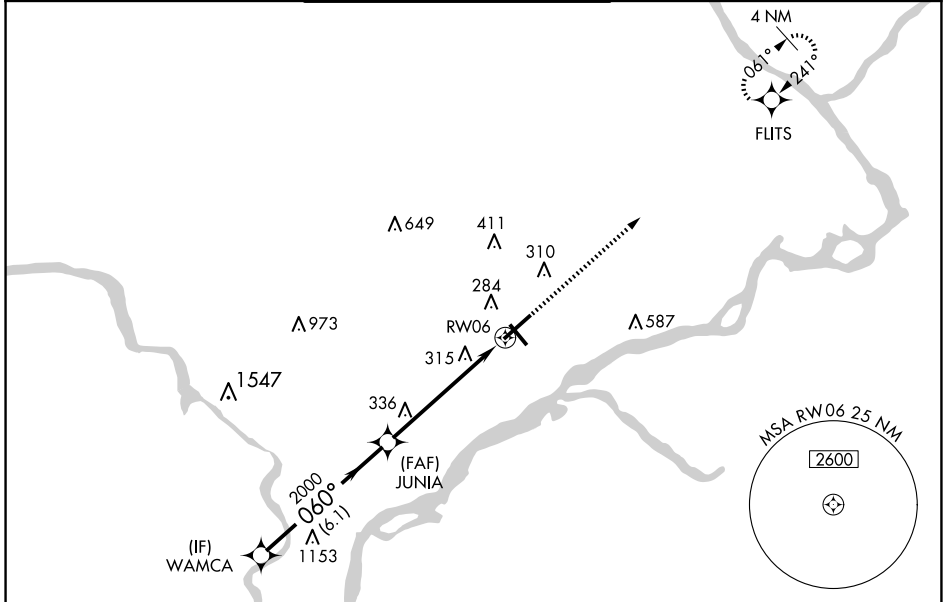 4 NM
061°
241°
FLITS
649
411
310
284
RW06
587
973
315
1547
336
MSA RW06 25 NM
2600
(FAF)
JUNIA
2000
060°
(6.1)
1153
(IF)
WAMCA